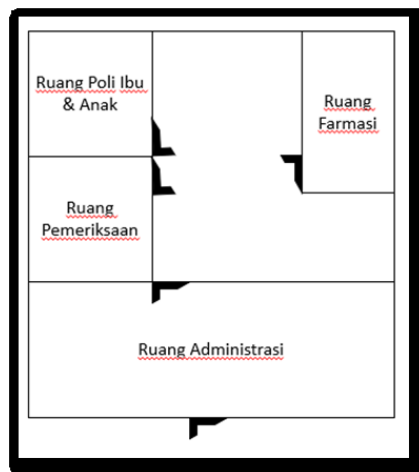 Ruang Poli Ibu
& Anak
Ruang
Farmasi
Ruang
Pemeriksaan
Ruang Administrasi